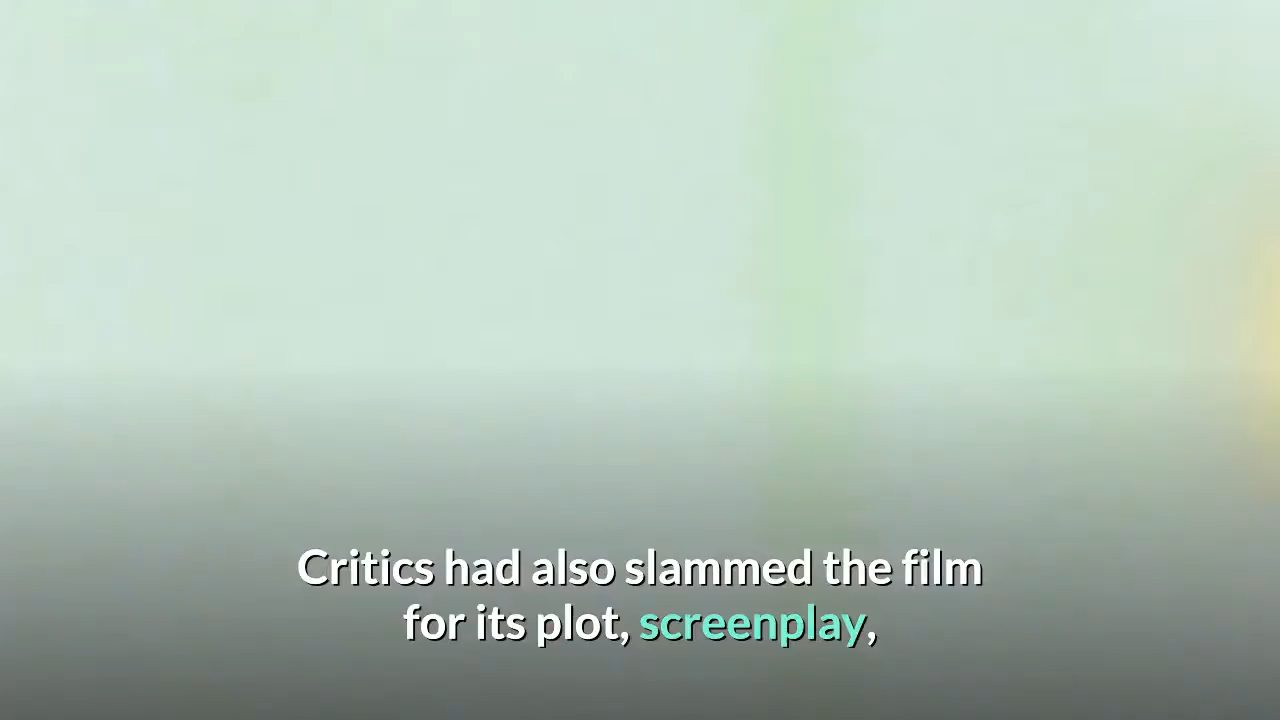 Critics had also slammed the film
for its plot, screenplay,